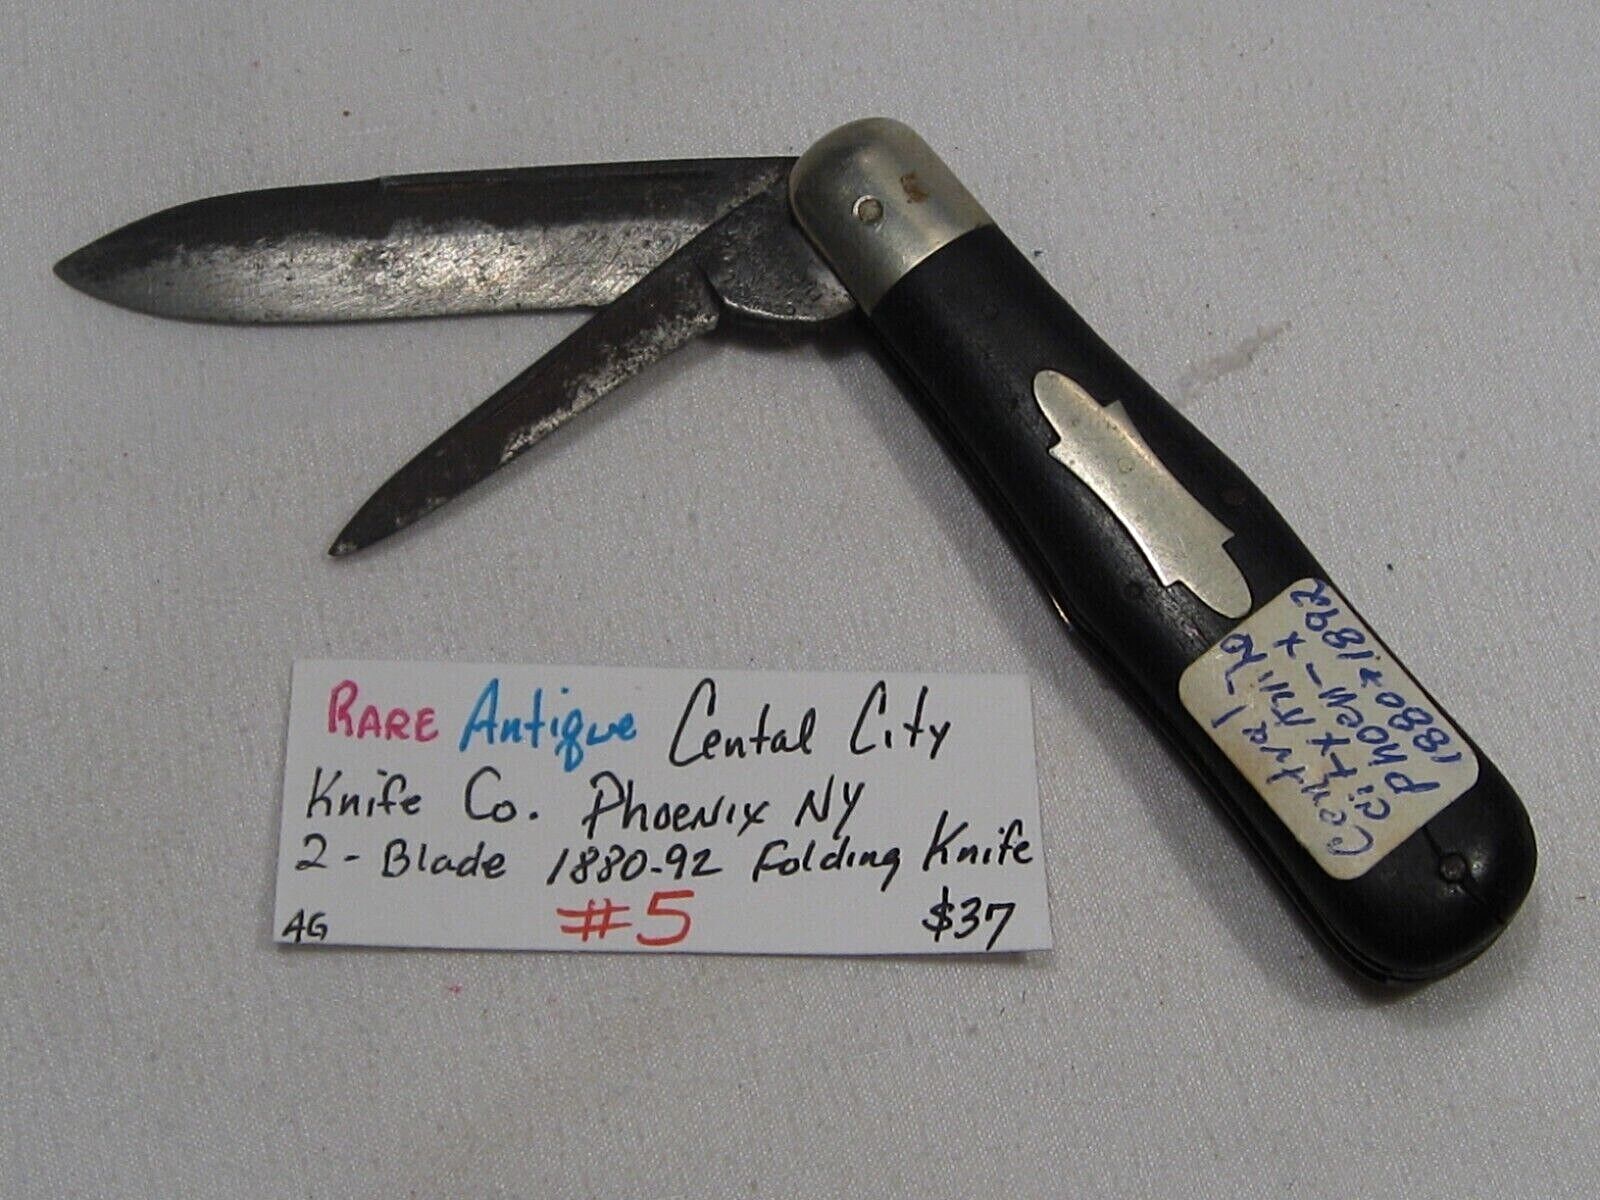 RARE Antique Cental City
Knife Co. Phoenix NY
2-Blade 1880-92 Folding Knife
AG #5 $37
Central
City Knife
Phoenix
1880 1892